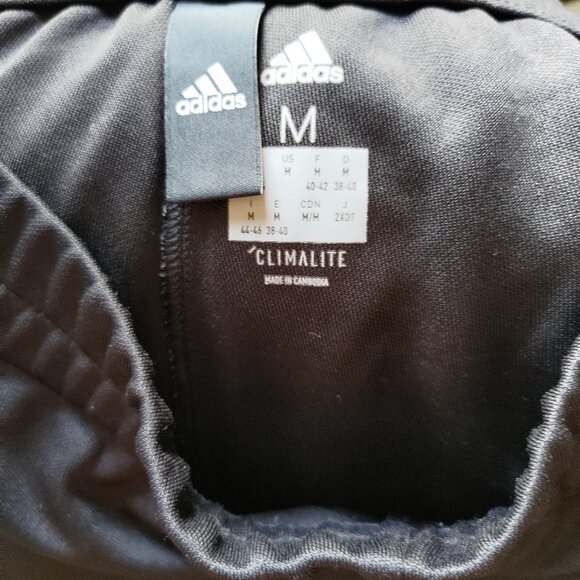 adidas
adidas
M
US F D
M M M
40-42 38-40
I E CDN J
M M M/M 2XOT
44-46 38-40
CLIMALITE
MADE IN CAMBODIA